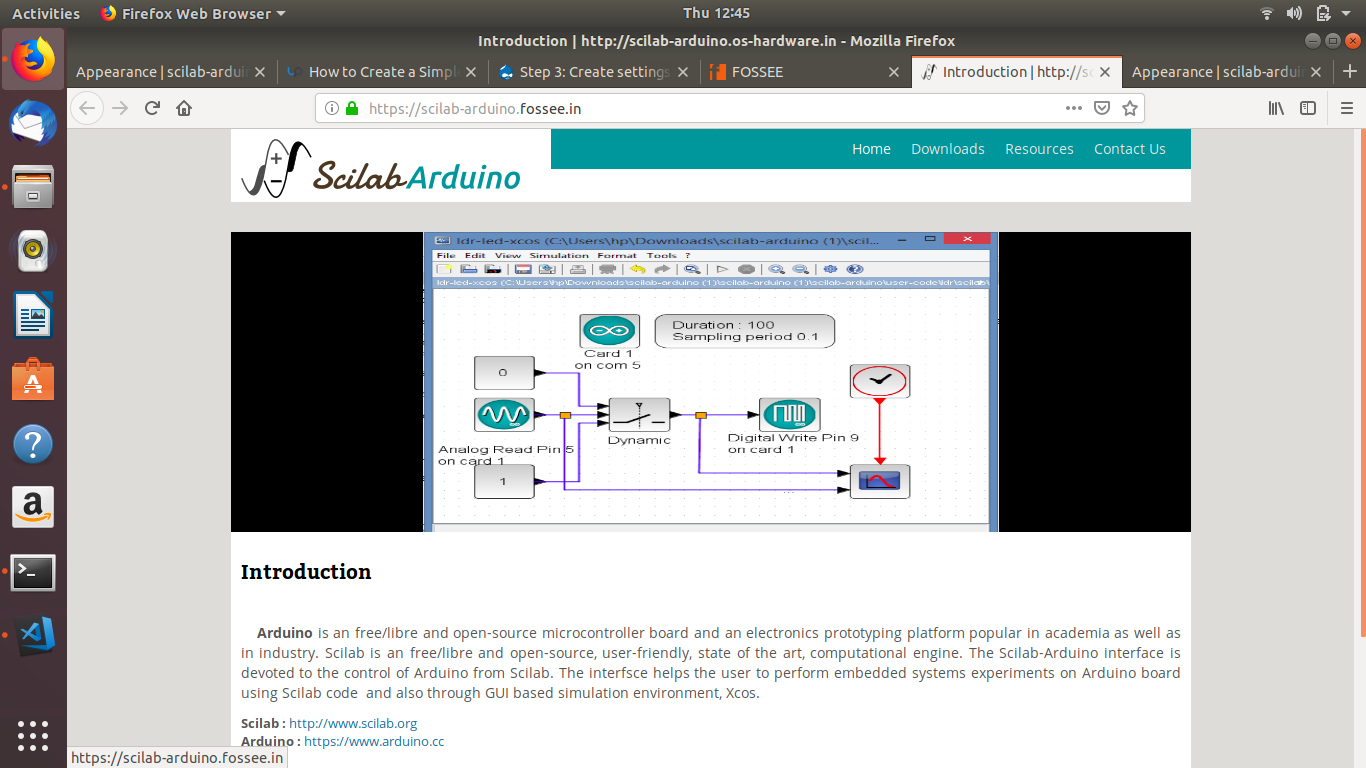 Activities
Firefox Web Browser
Thu 12:45
Introduction | http://scilab-arduino.os-hardware.in - Mozilla Firefox
Appearance | scilab-ardui
How to Create a Simpl
Step 3: Create settings
FOSSEE
Introduction | http://sc
Appearance | scilab-ardui
https://scilab-arduino.fossee.in
ScilabArduino
Home
Downloads
Resources
Contact Us
ldr-led-xcos (C:\Users\hp\Downloads\scilab-arduino (1)\scil...
File Edit View Simulation Format Tools ?
ldr-led-xcos (C:\Users\hp\Downloads\scilab-arduino (1)\scilab-arduino (1)\scilab-arduino\user-code\ldr\scilab\
Duration : 100
Sampling period 0.1
Card 1
on com 5
0
Analog Read Pin 5
on card 1
Dynamic
Digital Write Pin 9
on card 1
1
Introduction
Arduino is an free/libre and open-source microcontroller board and an electronics prototyping platform popular in academia as well as
in industry. Scilab is an free/libre and open-source, user-friendly, state of the art, computational engine. The Scilab-Arduino interface is
devoted to the control of Arduino from Scilab. The interfsce helps the user to perform embedded systems experiments on Arduino board
using Scilab code and also through GUI based simulation environment, Xcos.
Scilab : http://www.scilab.org
Arduino : https://www.arduino.cc
https://scilab-arduino.fossee.in